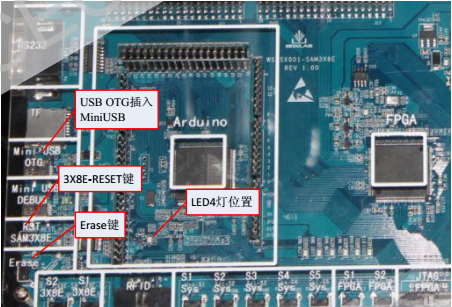 S232
WS-SX001-SAM3X8E
REV 1.00
TF
USB OTG插入
MiniUSB
Arduino
FPGA
Mini USB
OTG
3X8E-RESET键
Mini USB
DEBUG
LED4灯位置
RST
SAM3X8E
Erase键
Erase
S2
3X8E
S1
3X8E
RFID
S1
Sys
S2
Sys
S3
Sys
S4
Sys
S5
Sys
S1
FPGA
S2
FPGA
JTAG
FPGA